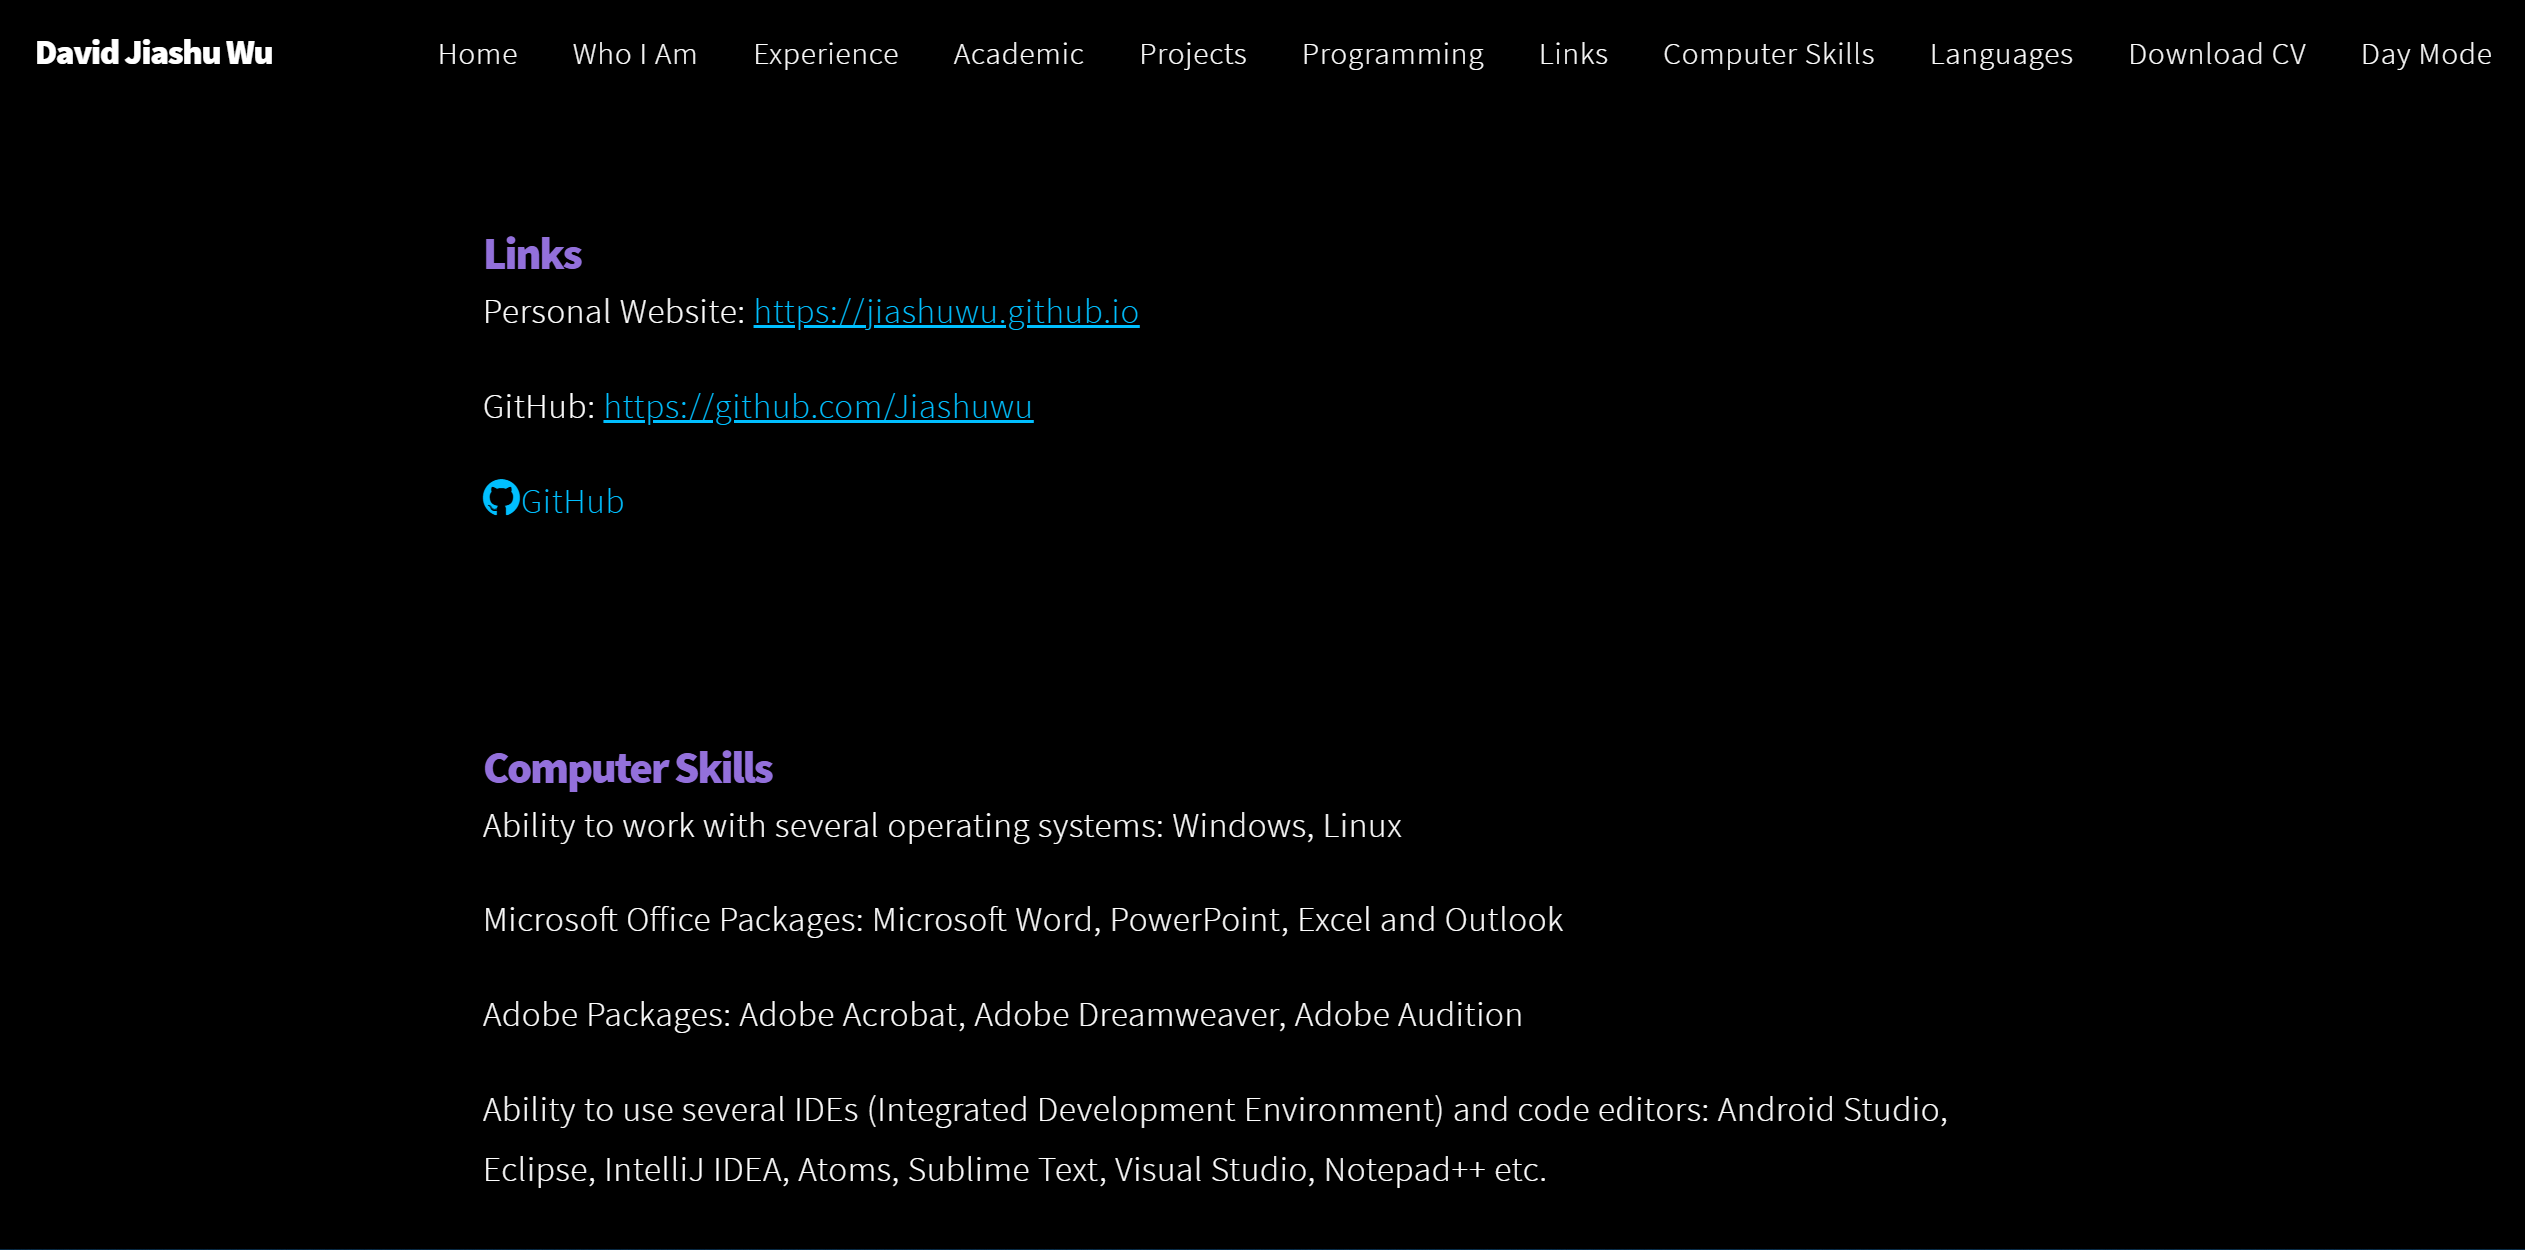 David Jiashu Wu Home Who I Am Experience Academic Projects Programming Links Computer Skills Languages Download CV Day Mode
Links
Personal Website: https://jiashuwu.github.io
GitHub: https://github.com/Jiashuwu
GitHub
Computer Skills
Ability to work with several operating systems: Windows, Linux
Microsoft Office Packages: Microsoft Word, PowerPoint, Excel and Outlook
Adobe Packages: Adobe Acrobat, Adobe Dreamweaver, Adobe Audition
Ability to use several IDEs (Integrated Development Environment) and code editors: Android Studio,
Eclipse, IntelliJ IDEA, Atoms, Sublime Text, Visual Studio, Notepad++ etc.